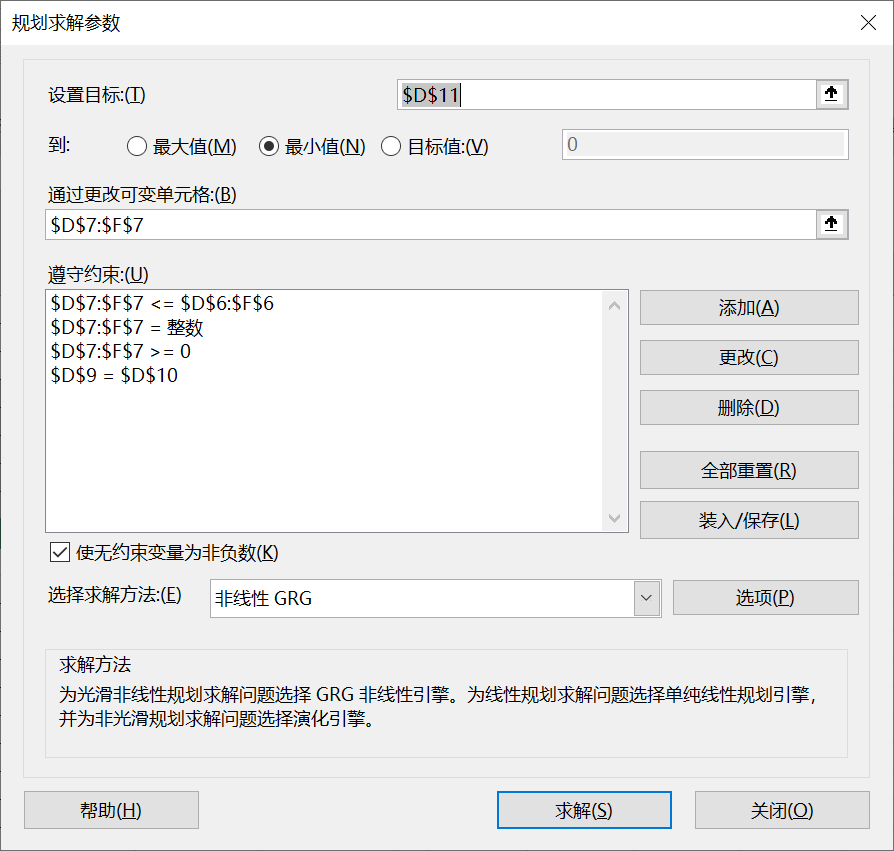 规划求解参数
设置目标:(T)
$D$11
到:
最大值(M)
最小值(N)
目标值:(V)
0
通过更改可变单元格:(B)
$D$7:$F$7
遵守约束:(U)
$D$7:$F$7 <= $D$6:$F$6
$D$7:$F$7 = 整数
$D$7:$F$7 >= 0
$D$9 = $D$10
添加(A)
更改(C)
删除(D)
全部重置(R)
装入/保存(L)
使无约束变量为非负数(K)
选择求解方法:(E)
非线性 GRG
选项(P)
求解方法
为光滑非线性规划求解问题选择 GRG 非线性引擎。为线性规划求解问题选择单纯线性规划引擎，
并为非光滑规划求解问题选择演化引擎。
帮助(H)
求解(S)
关闭(O)